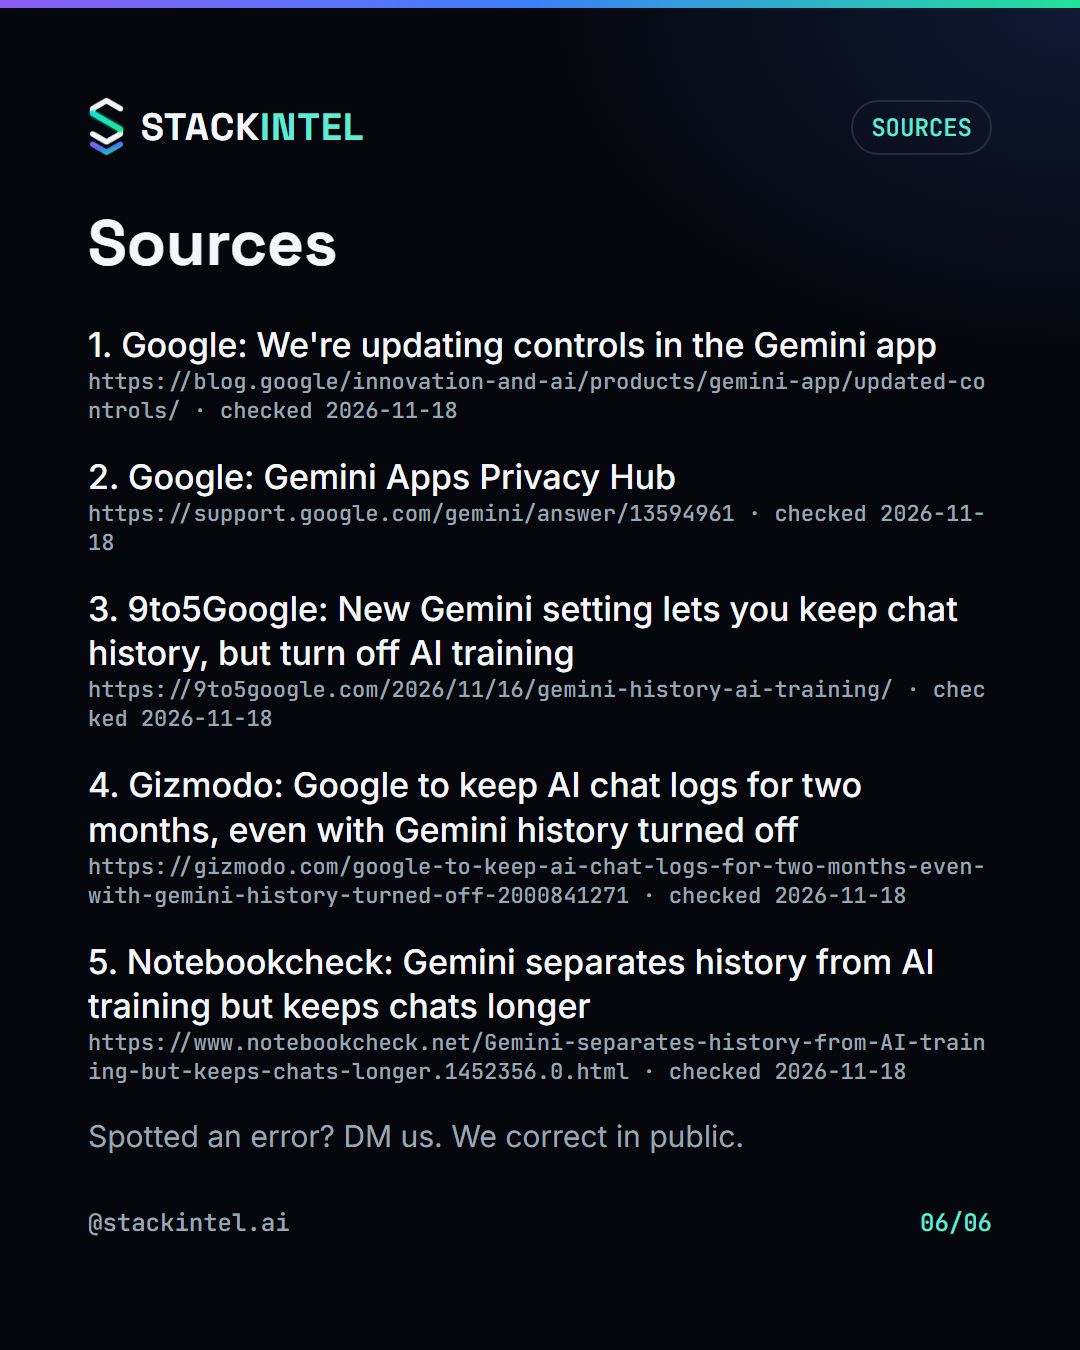 STACKINTEL
SOURCES
Sources
1. Google: We're updating controls in the Gemini app
https://blog.google/innovation-and-ai/products/gemini-app/updated-co
ntrols/ · checked 2026-11-18
2. Google: Gemini Apps Privacy Hub
https://support.google.com/gemini/answer/13594961 · checked 2026-11-
18
3. 9to5Google: New Gemini setting lets you keep chat
history, but turn off AI training
https://9to5google.com/2026/11/16/gemini-history-ai-training/ · chec
ked 2026-11-18
4. Gizmodo: Google to keep AI chat logs for two
months, even with Gemini history turned off
https://gizmodo.com/google-to-keep-ai-chat-logs-for-two-months-even-
with-gemini-history-turned-off-2000841271 · checked 2026-11-18
5. Notebookcheck: Gemini separates history from AI
training but keeps chats longer
https://www.notebookcheck.net/Gemini-separates-history-from-AI-train
ing-but-keeps-chats-longer.1452356.0.html · checked 2026-11-18
Spotted an error? DM us. We correct in public.
@stackintel.ai
06/06